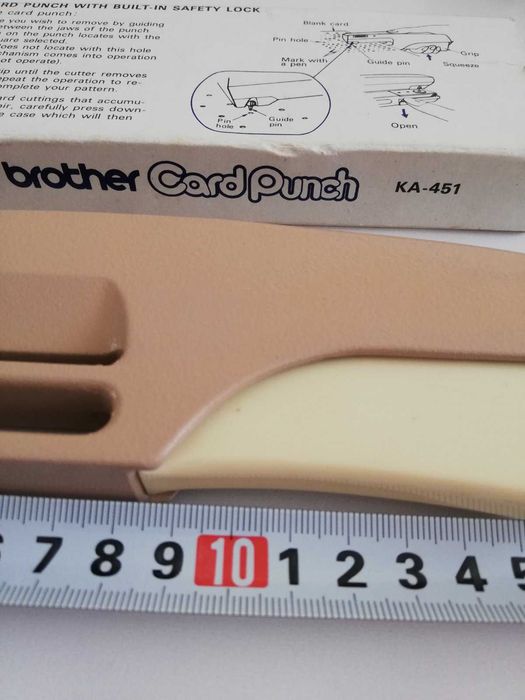 RD PUNCH WITH BUILT-IN SAFETY LOCK
card punch:
you wish to remove by guiding
between the jaws of the punch
on the punch locates with the
are selected.
does not locate with this hole
chanism comes into operation
ot operate).
ip until the cutter removes
epeat the operation to re-
omplete your pattern.
rd cuttings that accumu-
ir, carefully press down-
case which will then
Blank card
Pin hole
Mark with
a pen
Guide pin
Grip
Squeeze
Pin
hole
Guide
pin
Open
brother Card Punch KA-451
7 8 9 10 1 2 3 4 5